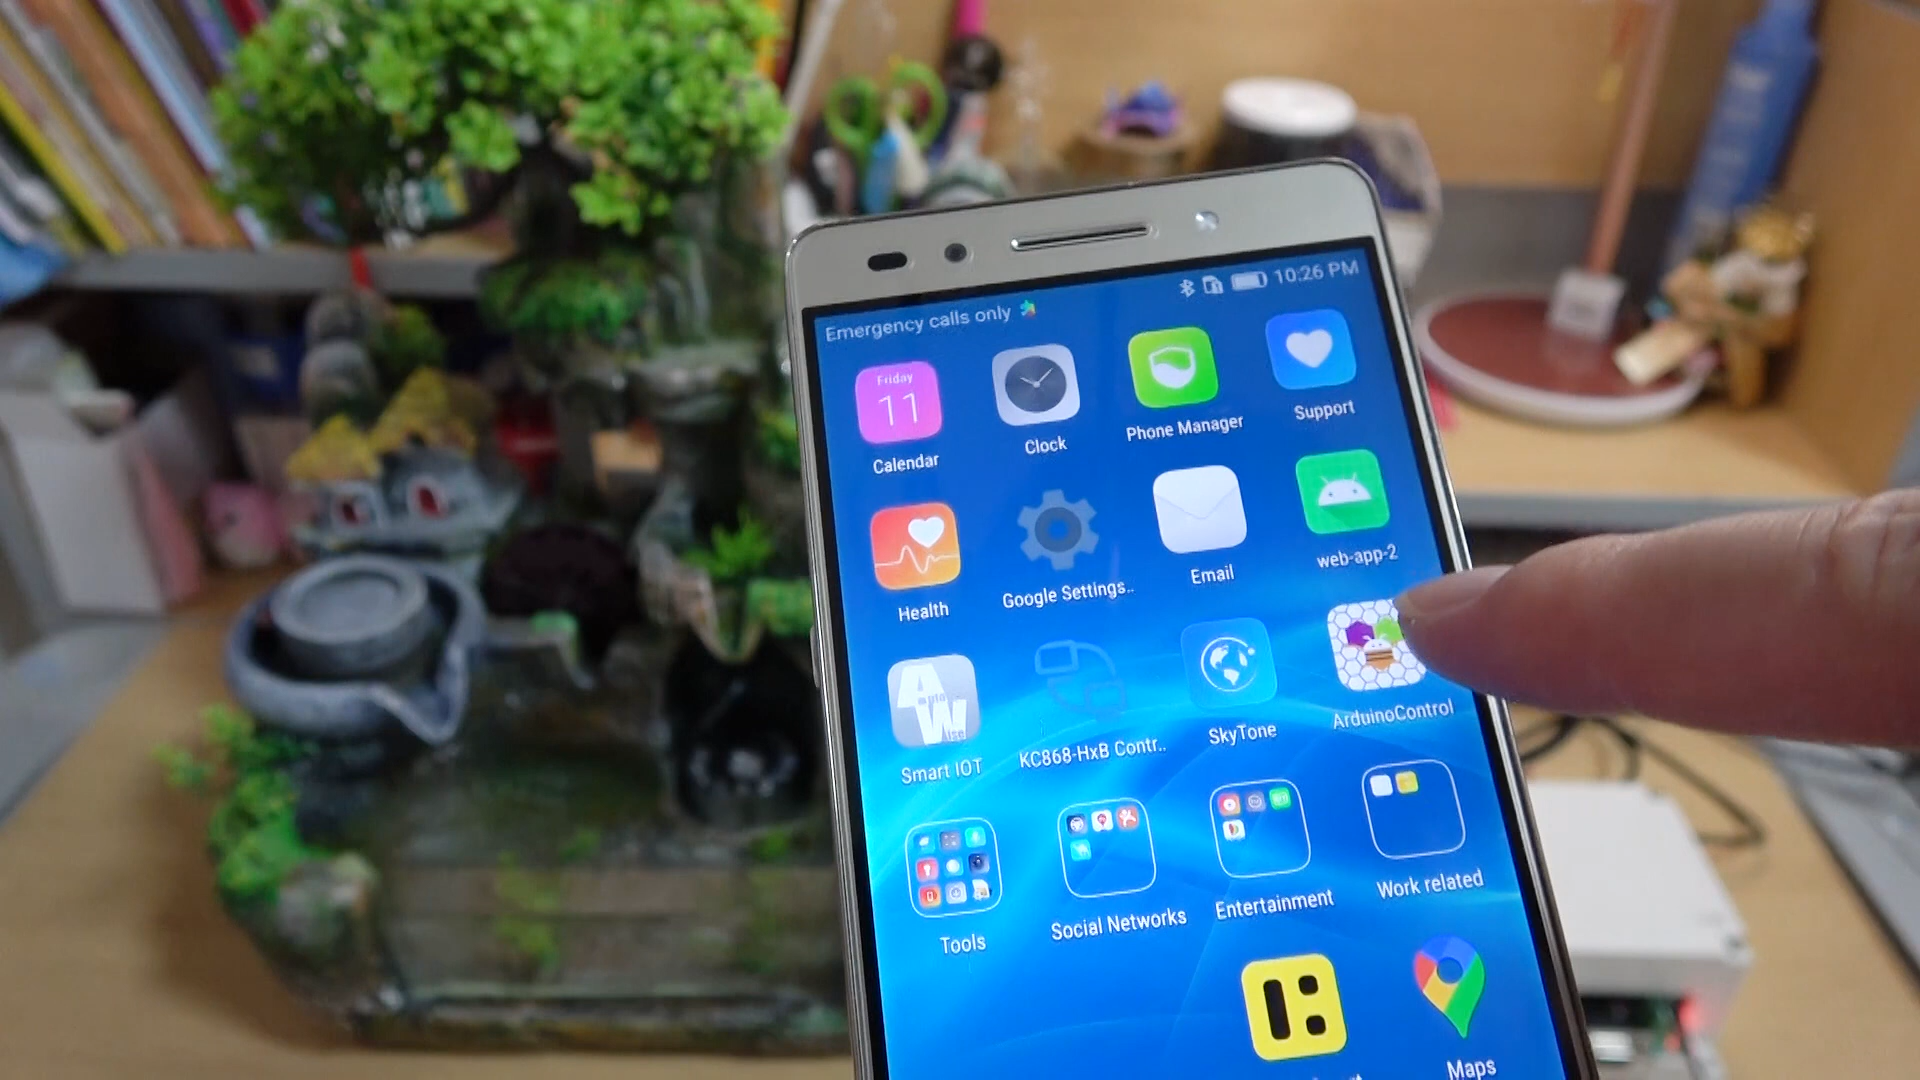 Emergency calls only
10:26 PM
Friday
11
Calendar
Clock
Phone Manager
Support
Health
Google Settings..
Email
web-app-2
AutoWise
Smart IOT
KC868-HxB Contr..
SkyTone
ArduinoControl
Tools
Social Networks
Entertainment
Work related
Maps